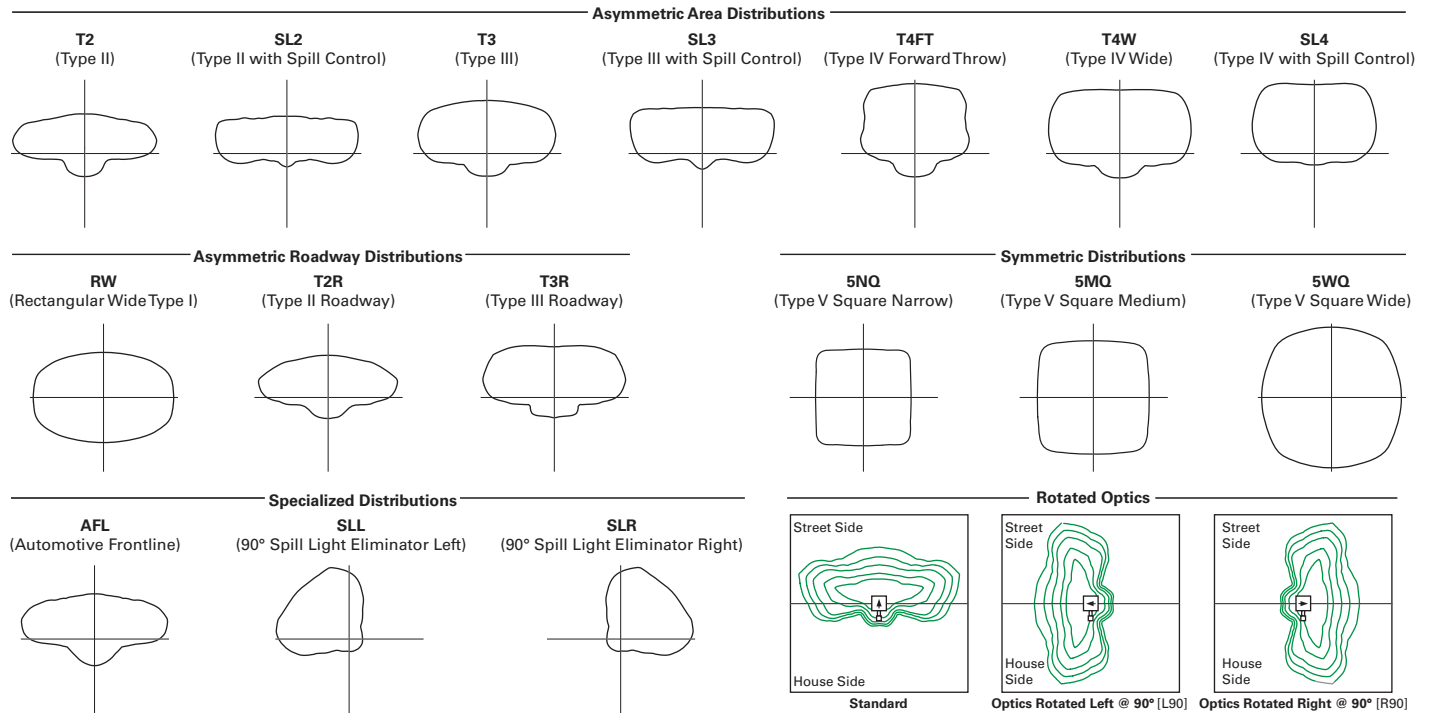 Asymmetric Area Distributions
T2
(Type II)
SL2
(Type II with Spill Control)
T3
(Type III)
SL3
(Type III with Spill Control)
T4FT
(Type IV Forward Throw)
T4W
(Type IV Wide)
SL4
(Type IV with Spill Control)
Asymmetric Roadway Distributions
RW
(Rectangular Wide Type I)
T2R
(Type II Roadway)
T3R
(Type III Roadway)
Symmetric Distributions
5NQ
(Type V Square Narrow)
5MQ
(Type V Square Medium)
5WQ
(Type V Square Wide)
Specialized Distributions
AFL
(Automotive Frontline)
SLL
(90° Spill Light Eliminator Left)
SLR
(90° Spill Light Eliminator Right)
Rotated Optics
Street Side
House Side
Standard
Street
Side
House
Side
Optics Rotated Left @ 90° [L90]
Street
Side
House
Side
Optics Rotated Right @ 90° [R90]